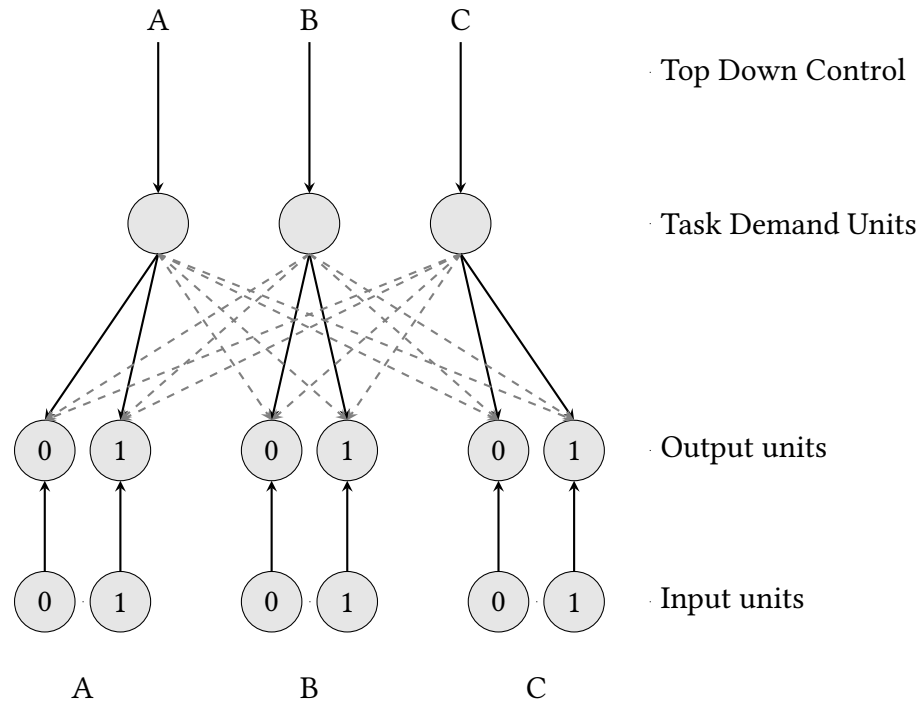 A B C
Top Down Control
Task Demand Units
0 1 0 1 0 1 Output units
0 1 0 1 0 1 Input units
A B C